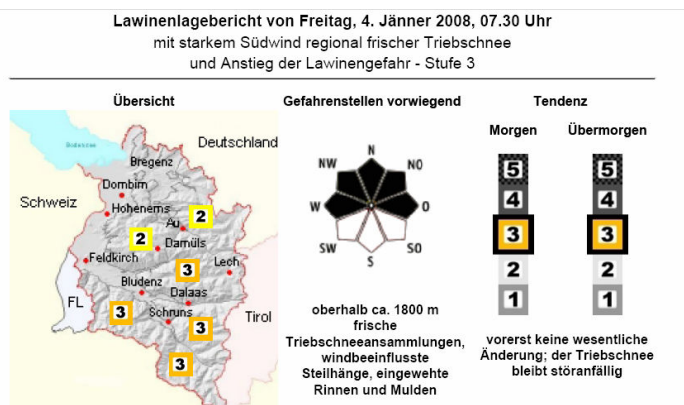 Lawinenlagebericht von Freitag, 4. Jänner 2008, 07.30 Uhr
mit starkem Südwind regional frischer Triebschnee
und Anstieg der Lawinengefahr - Stufe 3
Übersicht
Bodensee
Deutschland
Bregenz
Dornbirn
Schweiz
Hohenems
Au
2
2
Damüls
Feldkirch
3
Lech
Bludenz
Dalaas
FL
3
Schruns
3
Tirol
3
Gefahrenstellen vorwiegend
N
NW
NO
W
O
SW
SO
S
oberhalb ca. 1800 m
frische
Triebschneeansammlungen,
windbeeinflusste
Steilhänge, eingewehte
Rinnen und Mulden
Tendenz
Morgen Übermorgen
5 5
4 4
3 3
2 2
1 1
vorerst keine wesentliche
Änderung; der Triebschnee
bleibt störanfällig